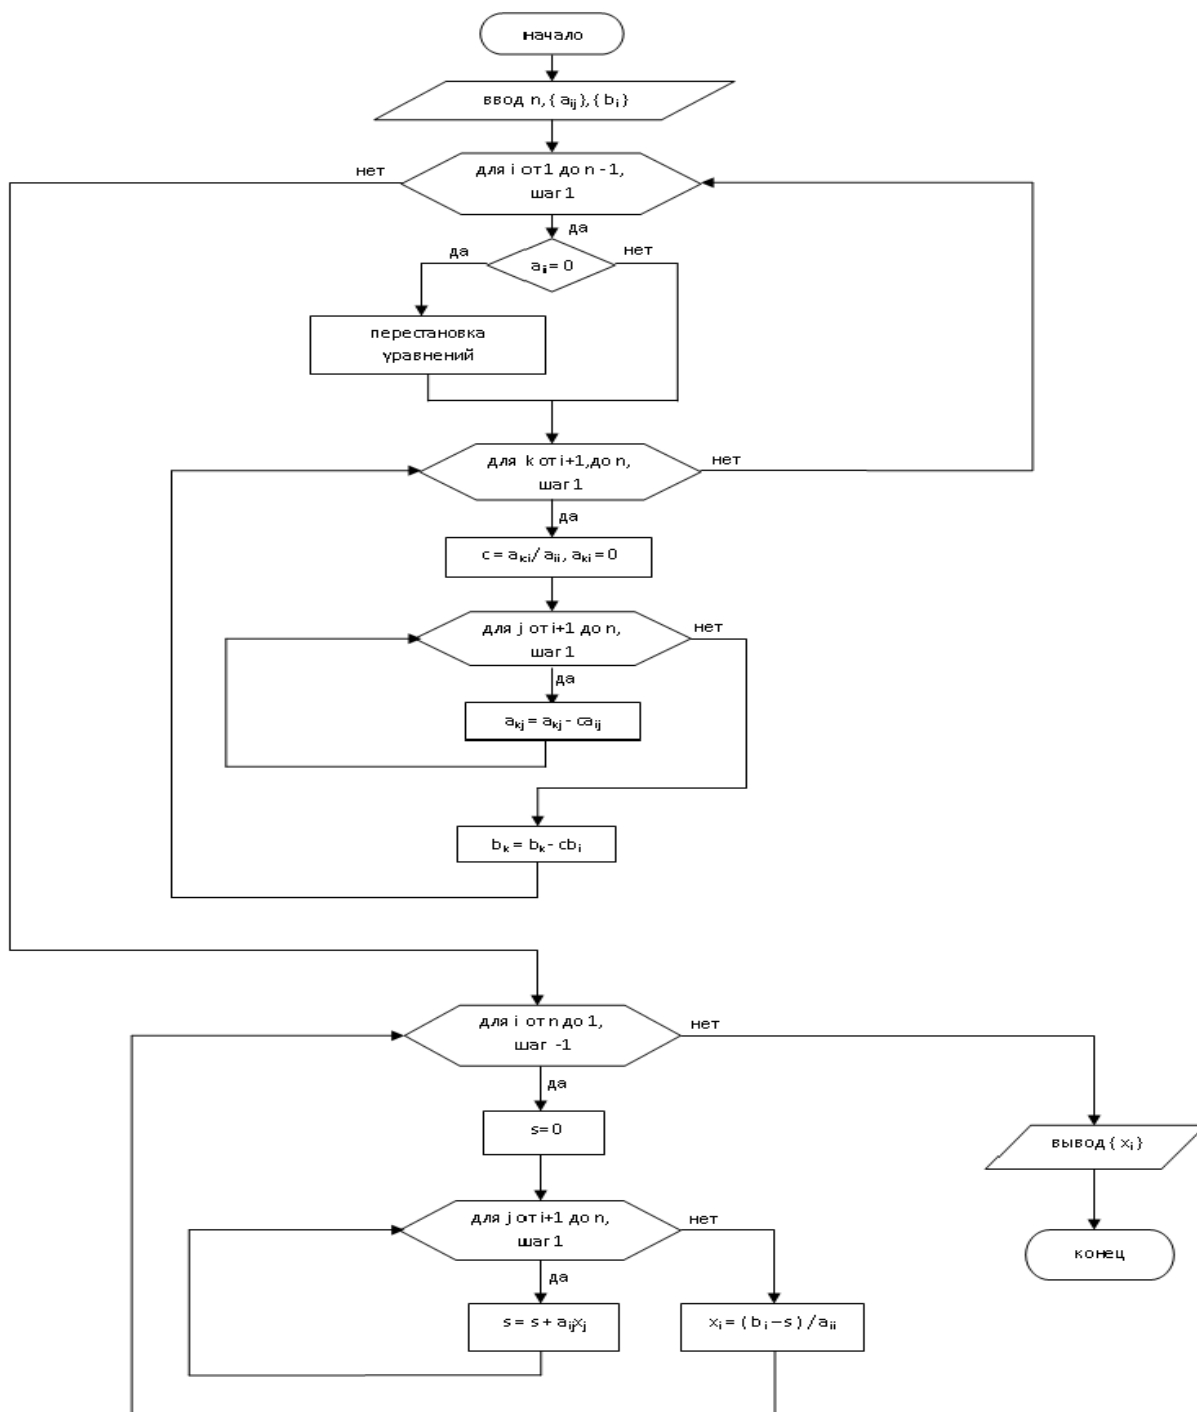 начало
ввод n, { aᵢⱼ}, { bᵢ}
нет
для i от 1 до n - 1,
шаг 1
да
да
нет
aᵢᵢ = 0
перестановка
уравнений
для k от i+1, до n,
шаг 1
нет
да
c = aₖᵢ / aᵢᵢ, aₖᵢ = 0
для j от i+1 до n,
шаг 1
нет
да
aₖⱼ = aₖⱼ - caᵢⱼ
bₖ = bₖ - cbᵢ
для i от n до 1,
шаг -1
нет
да
s= 0
вывод { xᵢ}
для j от i+1 до n,
шаг 1
нет
конец
да
s= s + aᵢⱼxⱼ
xᵢ = ( bᵢ – s ) / aᵢᵢ